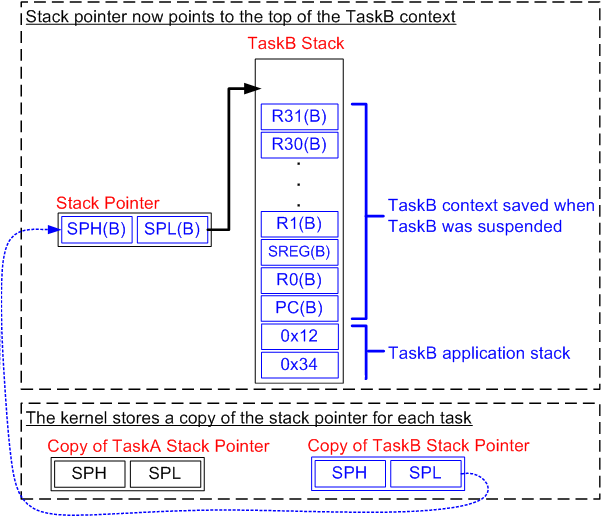 Stack pointer now points to the top of the TaskB context
TaskB Stack
R31(B)
R30(B)
.
.
.
Stack Pointer
SPH(B) SPL(B)
R1(B)
SREG(B)
R0(B)
PC(B)
TaskB context saved when
TaskB was suspended
0x12
0x34
TaskB application stack
The kernel stores a copy of the stack pointer for each task
Copy of TaskA Stack Pointer
SPH SPL
Copy of TaskB Stack Pointer
SPH SPL